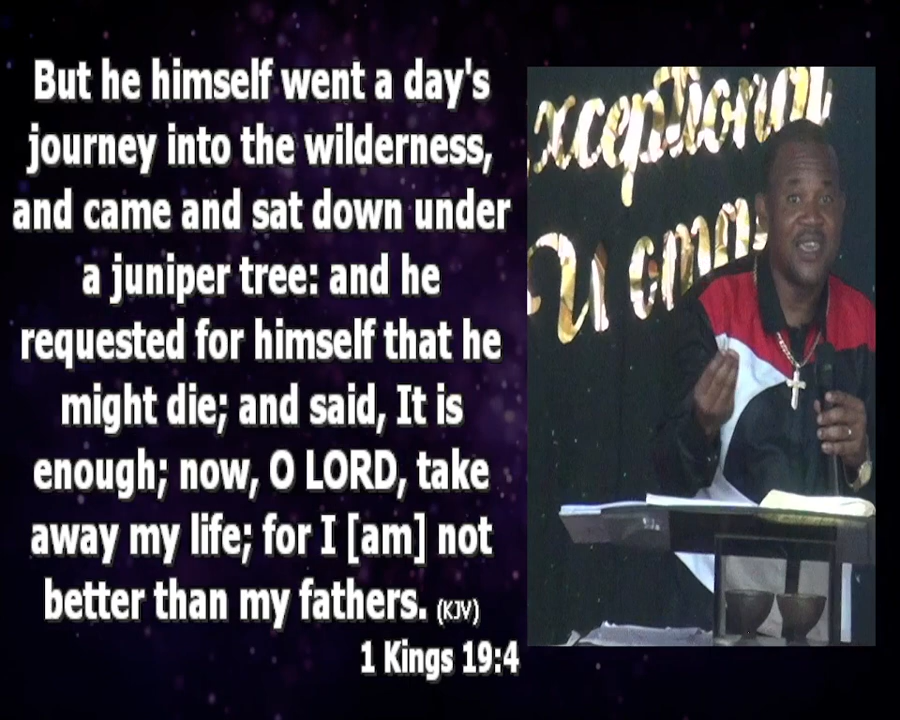 But he himself went a day's
journey into the wilderness,
and came and sat down under
a juniper tree: and he
requested for himself that he
might die; and said, It is
enough; now, O LORD, take
away my life; for I [am] not
better than my fathers. (KJV)
1 Kings 19:4
xceptional